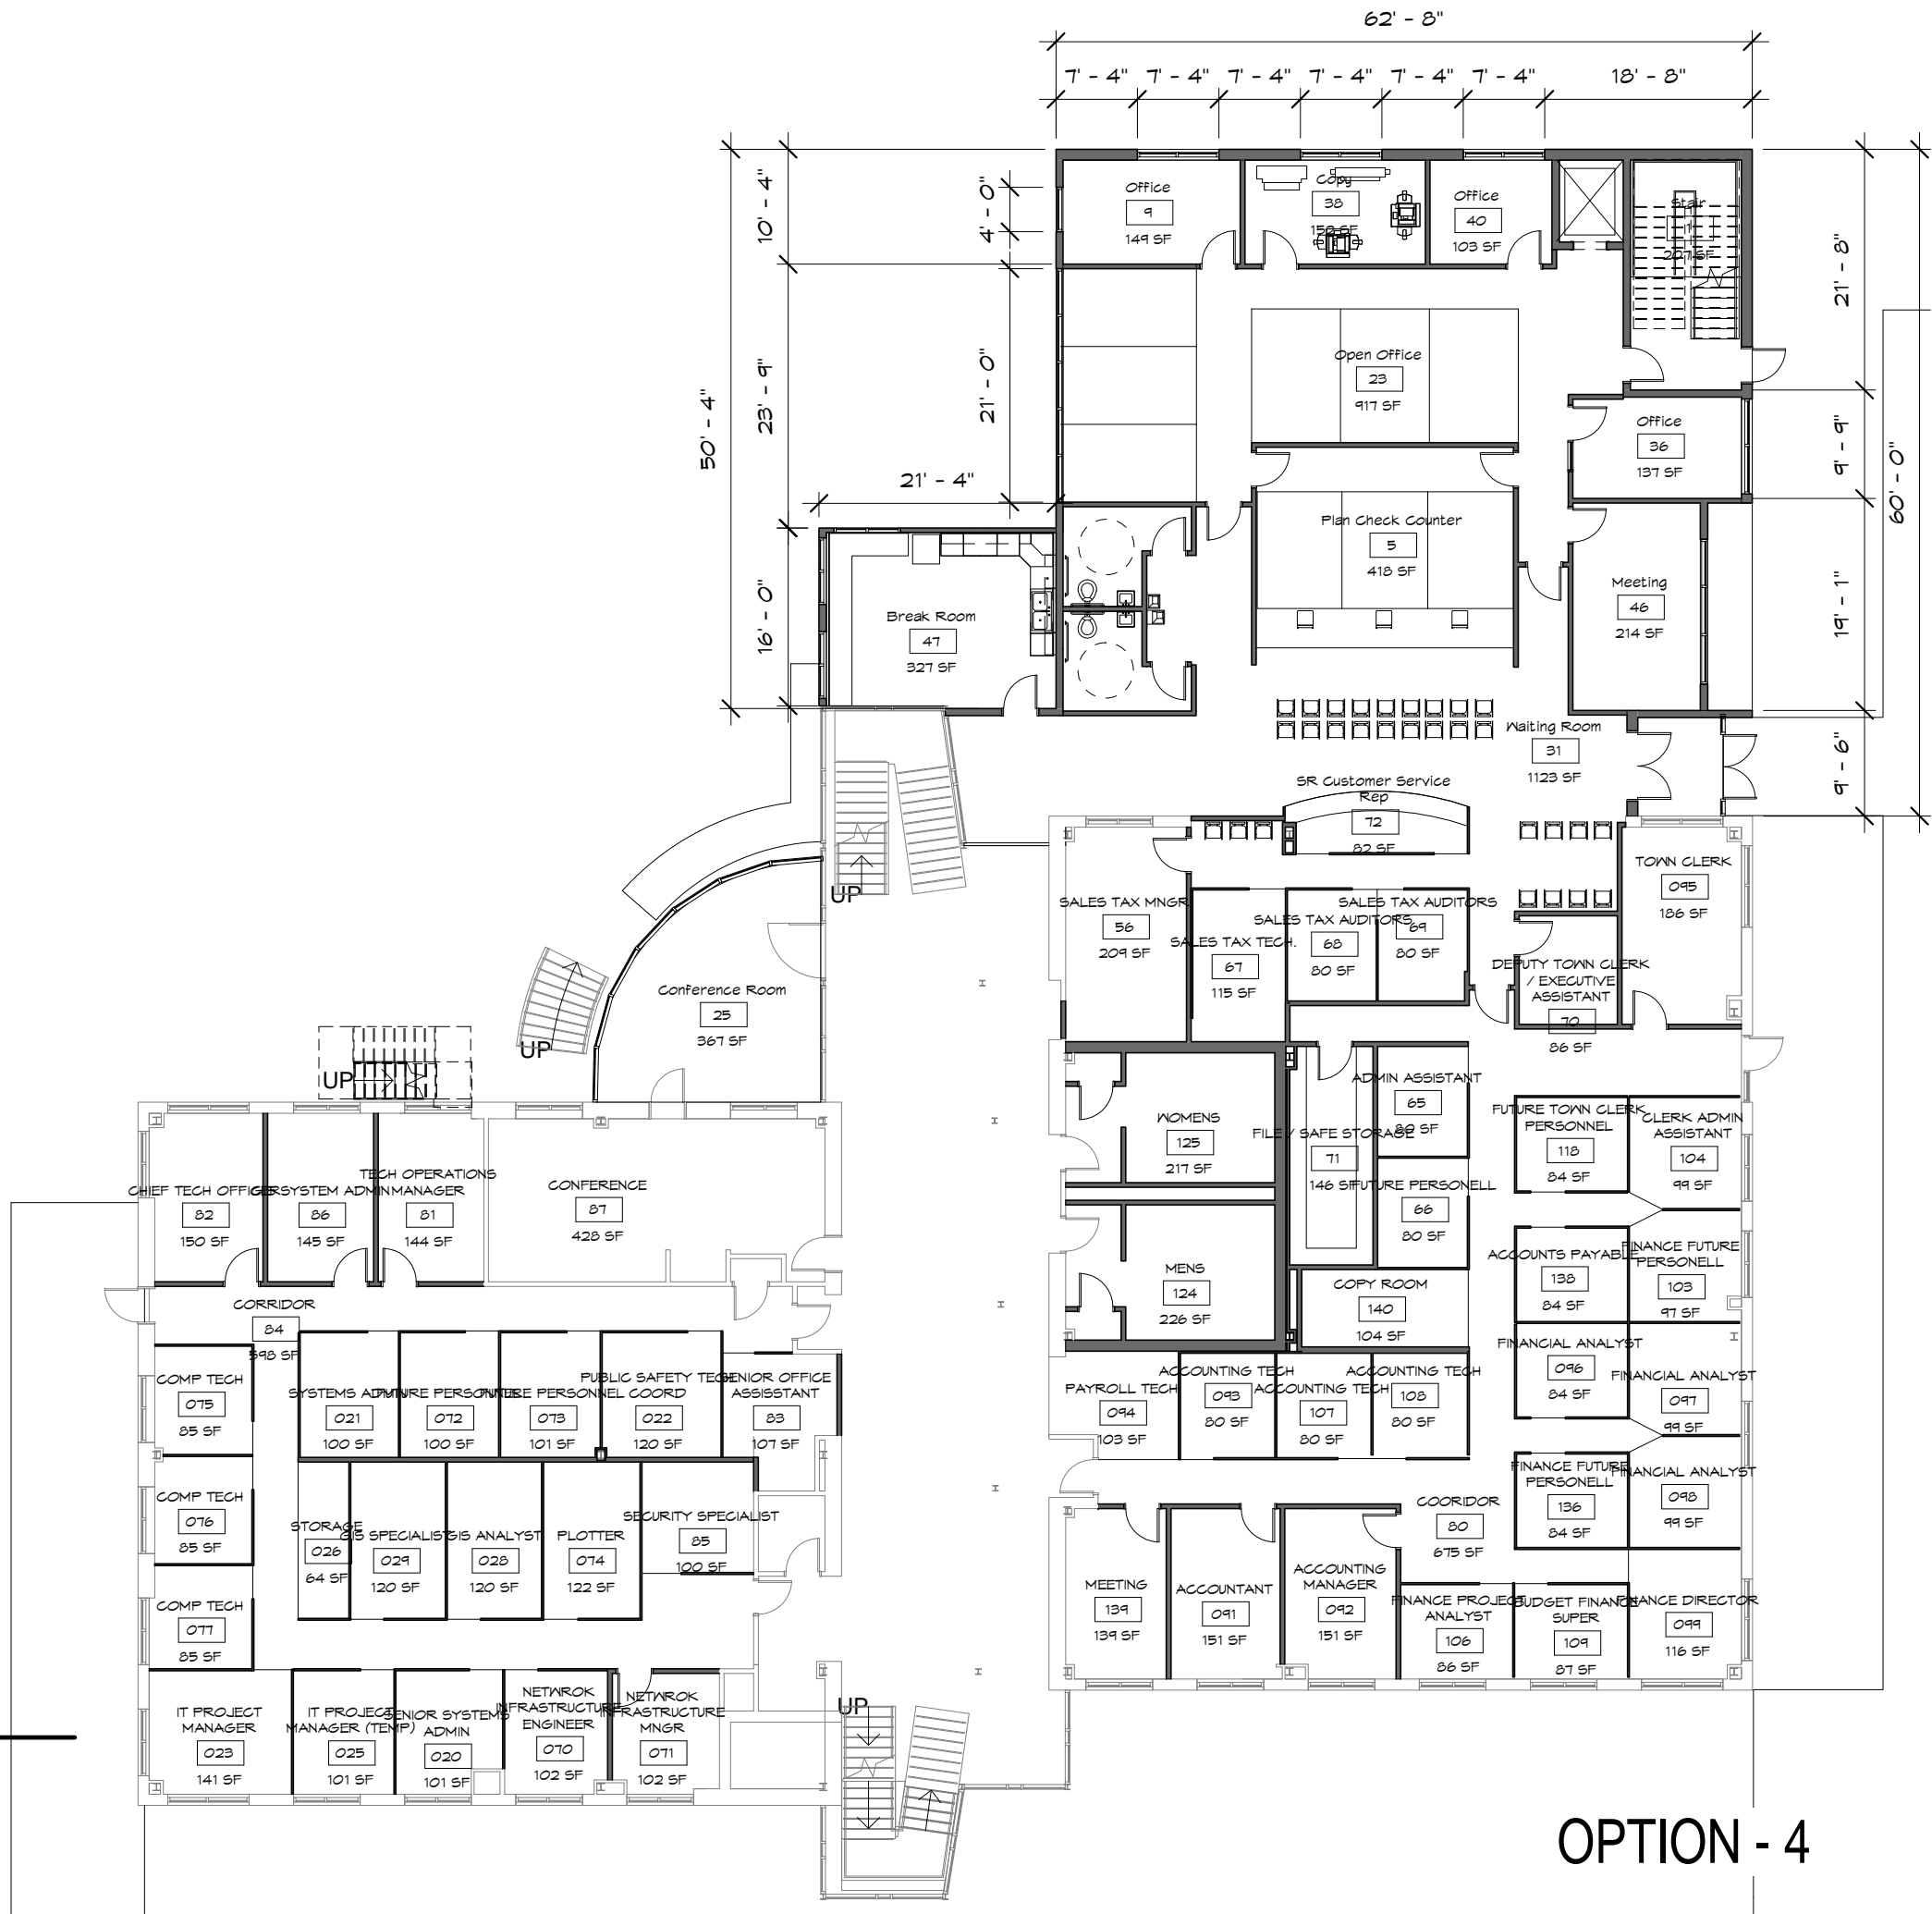 62' - 8"
7' - 4" 7' - 4" 7' - 4" 7' - 4" 7' - 4" 7' - 4" 18' - 8"
50' - 4"
10' - 4"
23' - 9"
16' - 0"
4' - 0"
21' - 0"
21' - 4"
21' - 8"
9' - 9"
19' - 1"
9' - 6"
60' - 0"
Office
9
149 SF
Copy
38
150 SF
Office
40
103 SF
Stair
Open Office
23
917 SF
Office
36
137 SF
Plan Check Counter
5
418 SF
Meeting
46
214 SF
Break Room
47
327 SF
Waiting Room
31
1123 SF
SR Customer Service
Rep
72
82 SF
TOWN CLERK
095
186 SF
SALES TAX MNGR
56
209 SF
SALES TAX TECH.
67
115 SF
SALES TAX AUDITORS
68
80 SF
SALES TAX AUDITORS
69
80 SF
DEPUTY TOWN CLERK
/ EXECUTIVE
ASSISTANT
70
86 SF
UP
UP
UP
Conference Room
25
367 SF
WOMENS
125
217 SF
FILE / SAFE STORAGE
71
146 SF
ADMIN ASSISTANT
65
80 SF
FUTURE PERSONELL
66
80 SF
FUTURE TOWN CLERK
PERSONNEL
118
84 SF
CLERK ADMIN
ASSISTANT
104
99 SF
CHIEF TECH OFFICER
82
150 SF
SYSTEM ADMIN
86
145 SF
TECH OPERATIONS
MANAGER
81
144 SF
CONFERENCE
87
428 SF
MENS
124
226 SF
COPY ROOM
140
104 SF
ACCOUNTS PAYABLE
138
84 SF
FINANCE FUTURE
PERSONELL
103
97 SF
CORRIDOR
84
598 SF
COMP TECH
075
85 SF
SYSTEMS ADMIN
021
100 SF
FUTURE PERSONNEL
072
100 SF
FUTURE PERSONNEL
073
101 SF
PUBLIC SAFETY TECH
COORD
022
120 SF
SENIOR OFFICE
ASSISSTANT
83
107 SF
PAYROLL TECH
094
103 SF
ACCOUNTING TECH
093
80 SF
ACCOUNTING TECH
107
80 SF
ACCOUNTING TECH
108
80 SF
FINANCIAL ANALYST
096
84 SF
FINANCIAL ANALYST
097
99 SF
COMP TECH
076
85 SF
STORAGE
026
64 SF
GIS SPECIALIST
029
120 SF
GIS ANALYST
028
120 SF
PLOTTER
074
122 SF
SECURITY SPECIALIST
85
100 SF
COORIDOR
80
675 SF
FINANCE FUTURE
PERSONELL
136
84 SF
FINANCIAL ANALYST
098
99 SF
COMP TECH
077
85 SF
MEETING
139
139 SF
ACCOUNTANT
091
151 SF
ACCOUNTING
MANAGER
092
151 SF
FINANCE PROJECT
ANALYST
106
86 SF
BUDGET FINANCE
SUPER
109
87 SF
FINANCE DIRECTOR
099
116 SF
IT PROJECT
MANAGER
023
141 SF
IT PROJECT
MANAGER (TEMP)
025
101 SF
SENIOR SYSTEMS
ADMIN
020
101 SF
NETWROK
INFRASTRUCTURE
ENGINEER
070
102 SF
NETWROK
INFRASTRUCTURE
MNGR
071
102 SF
UP
OPTION - 4